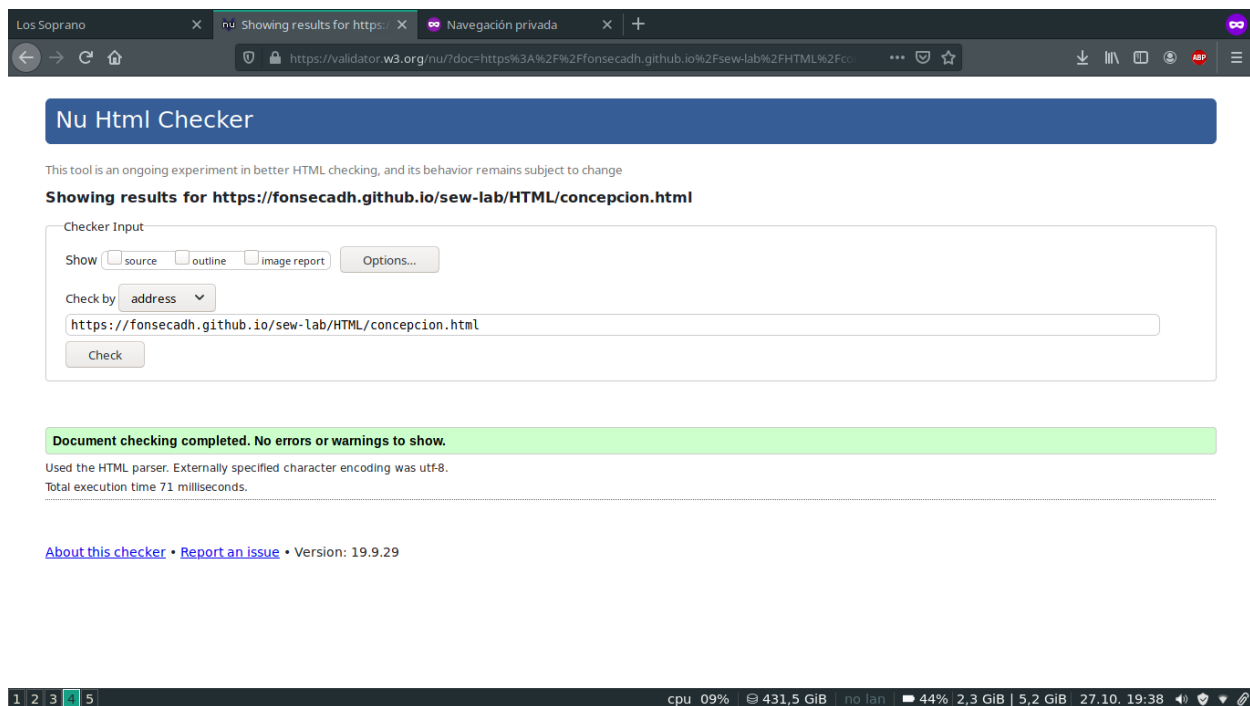 Los Soprano
nu Showing results for https:/
Navegación privada
https://validator.w3.org/nu/?doc=https%3A%2F%2Ffonsecadh.github.io%2Fsew-lab%2FHTML%2Fco
ABP
Nu Html Checker
This tool is an ongoing experiment in better HTML checking, and its behavior remains subject to change
Showing results for https://fonsecadh.github.io/sew-lab/HTML/concepcion.html
Checker Input
Show source outline image report Options...
Check by address
https://fonsecadh.github.io/sew-lab/HTML/concepcion.html
Check
Document checking completed. No errors or warnings to show.
Used the HTML parser. Externally specified character encoding was utf-8.
Total execution time 71 milliseconds.
About this checker • Report an issue • Version: 19.9.29
1 2 3 4 5 cpu 09% 431,5 GiB no lan 44% 2,3 GiB | 5,2 GiB 27.10. 19:38